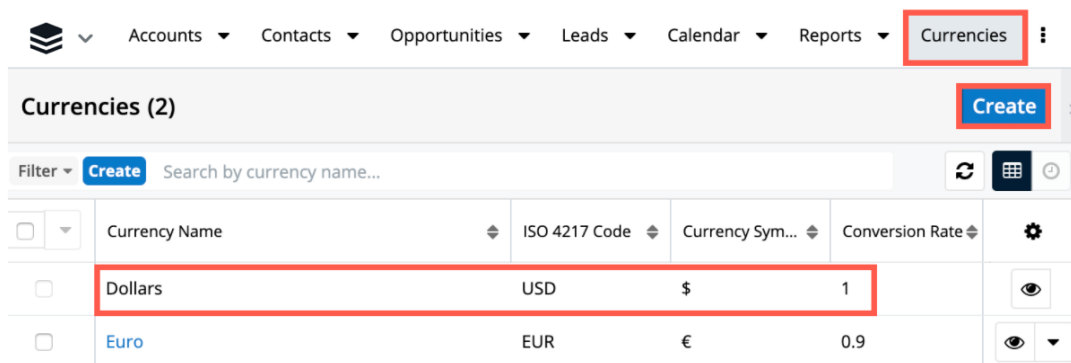 Accounts Contacts Opportunities Leads Calendar Reports Currencies
Currencies (2) Create
Filter Create Search by currency name...
Currency Name ISO 4217 Code Currency Sym... Conversion Rate
Dollars USD $ 1
Euro EUR € 0.9